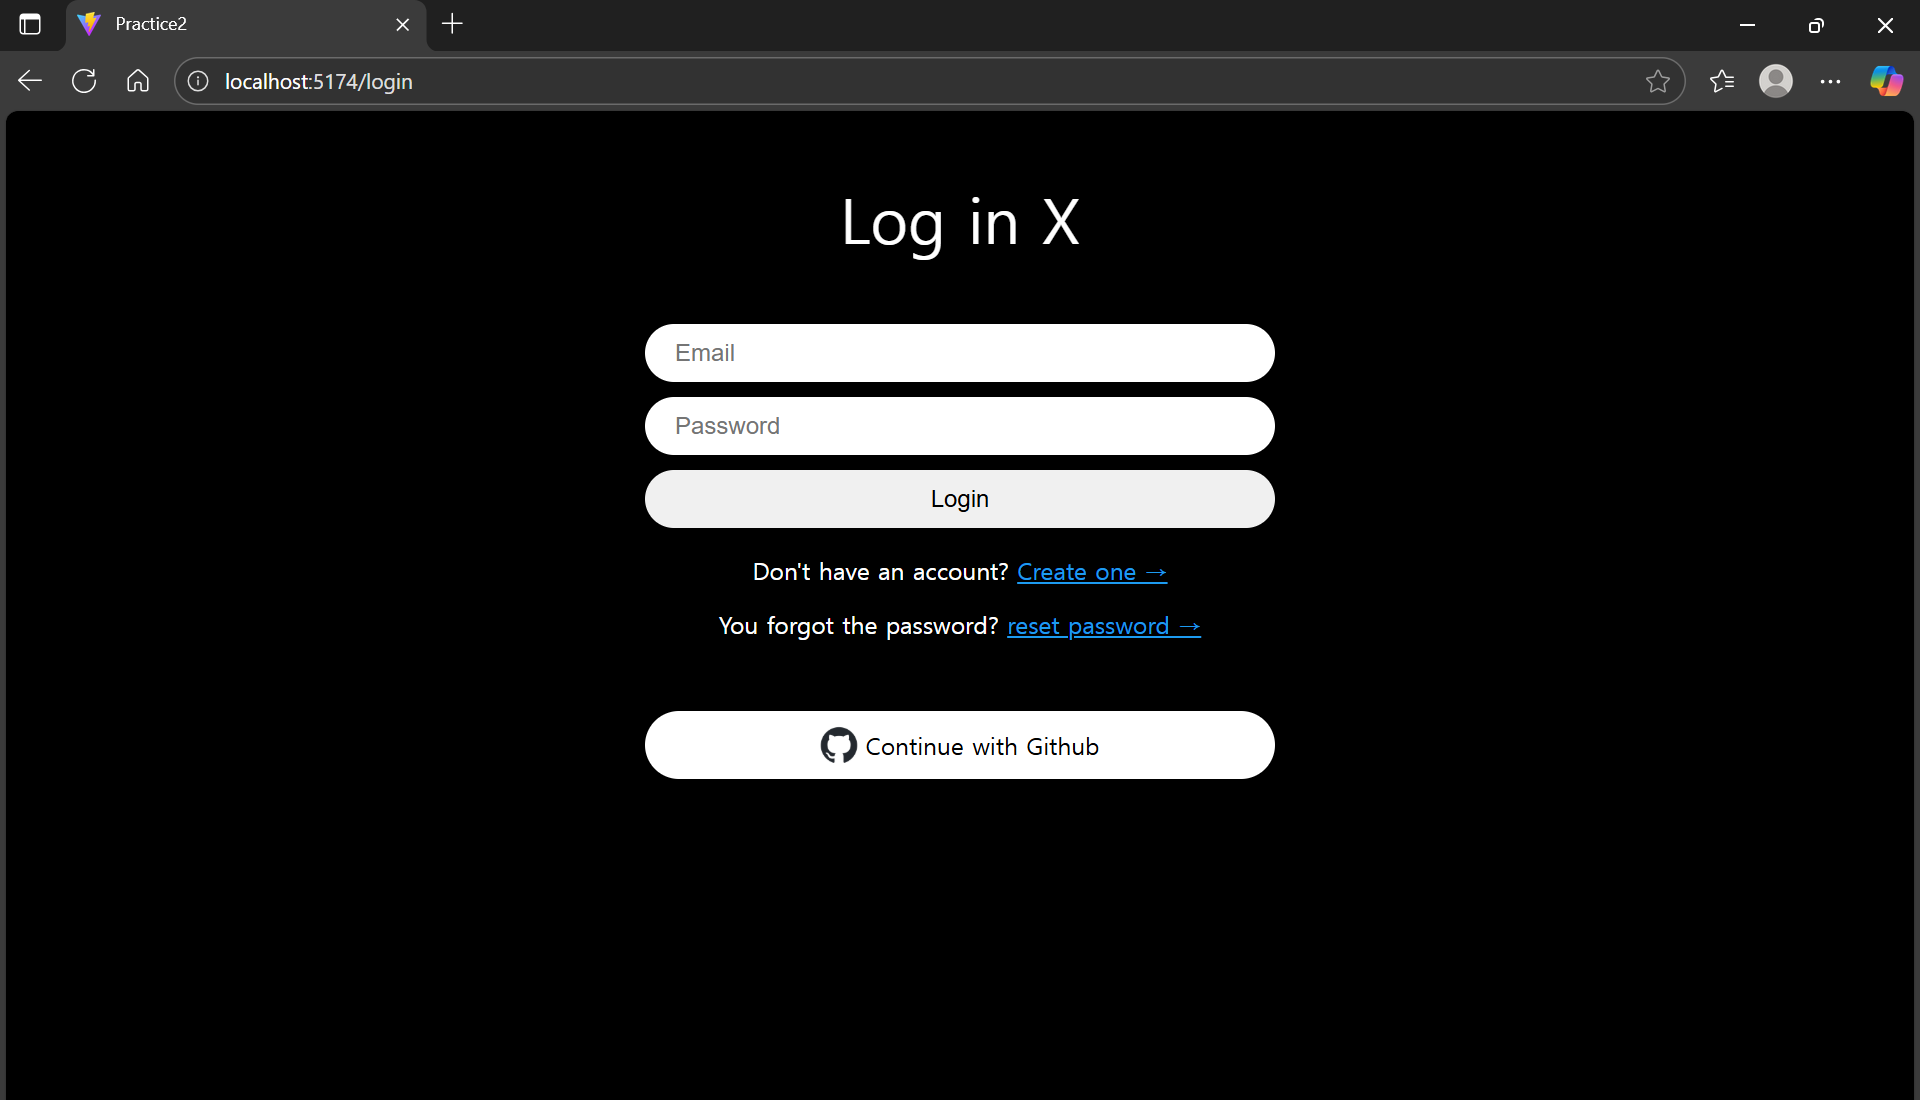 Practice2
localhost:5174/login
Log in X
Email
Password
Login
Don't have an account? Create one →
You forgot the password? reset password →
Continue with Github